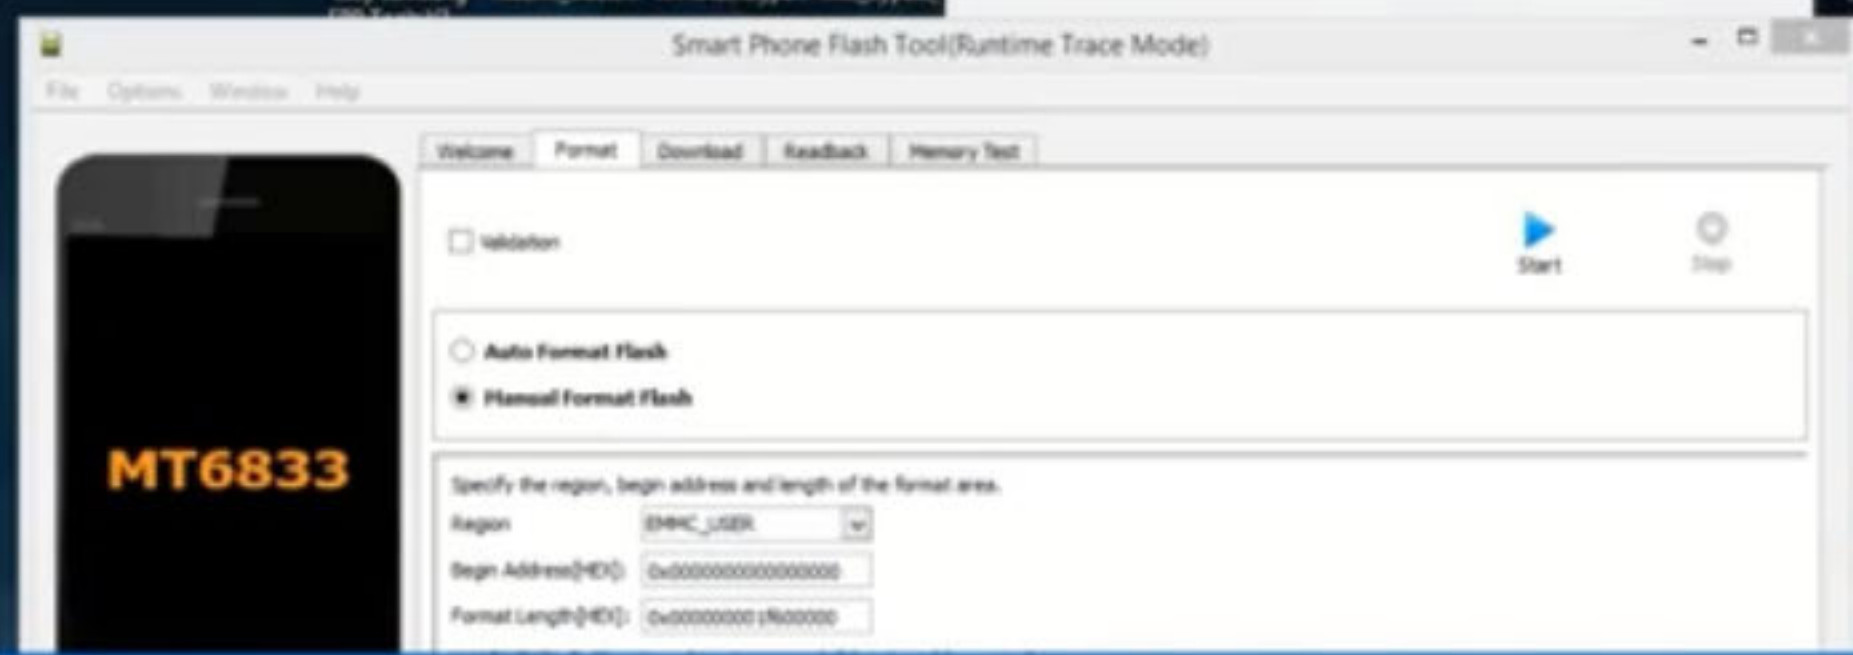 Smart Phone Flash Tool(Runtime Trace Mode)
File Options Window Help
Welcome Format Download Readback Memory Test
Validation
Start
Stop
Auto Format Flash
Manual Format Flash
MT6833
Specify the region, begin address and length of the format area.
Region EMMC_USER
Begin Address[HEX]: 0x0000000000000000
Format Length[HEX]: